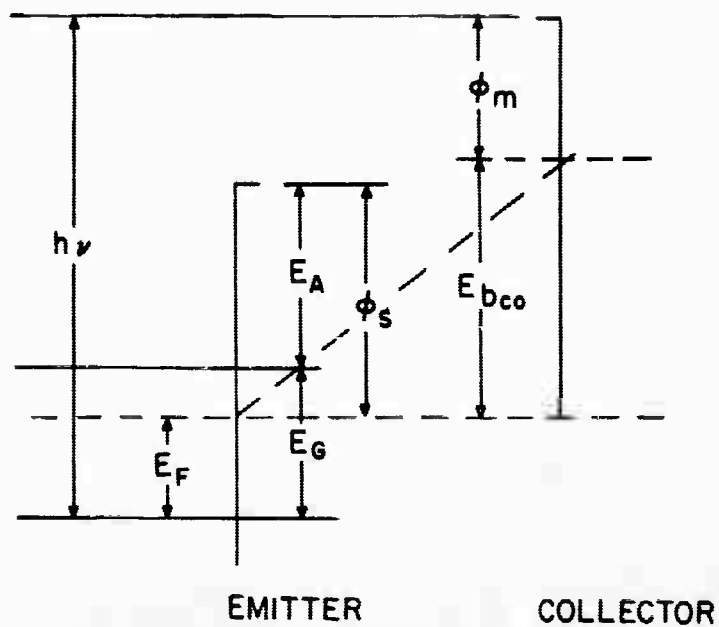 ϕm
hν
EA
ϕs
Ebco
EF
EG
EMITTER
COLLECTOR